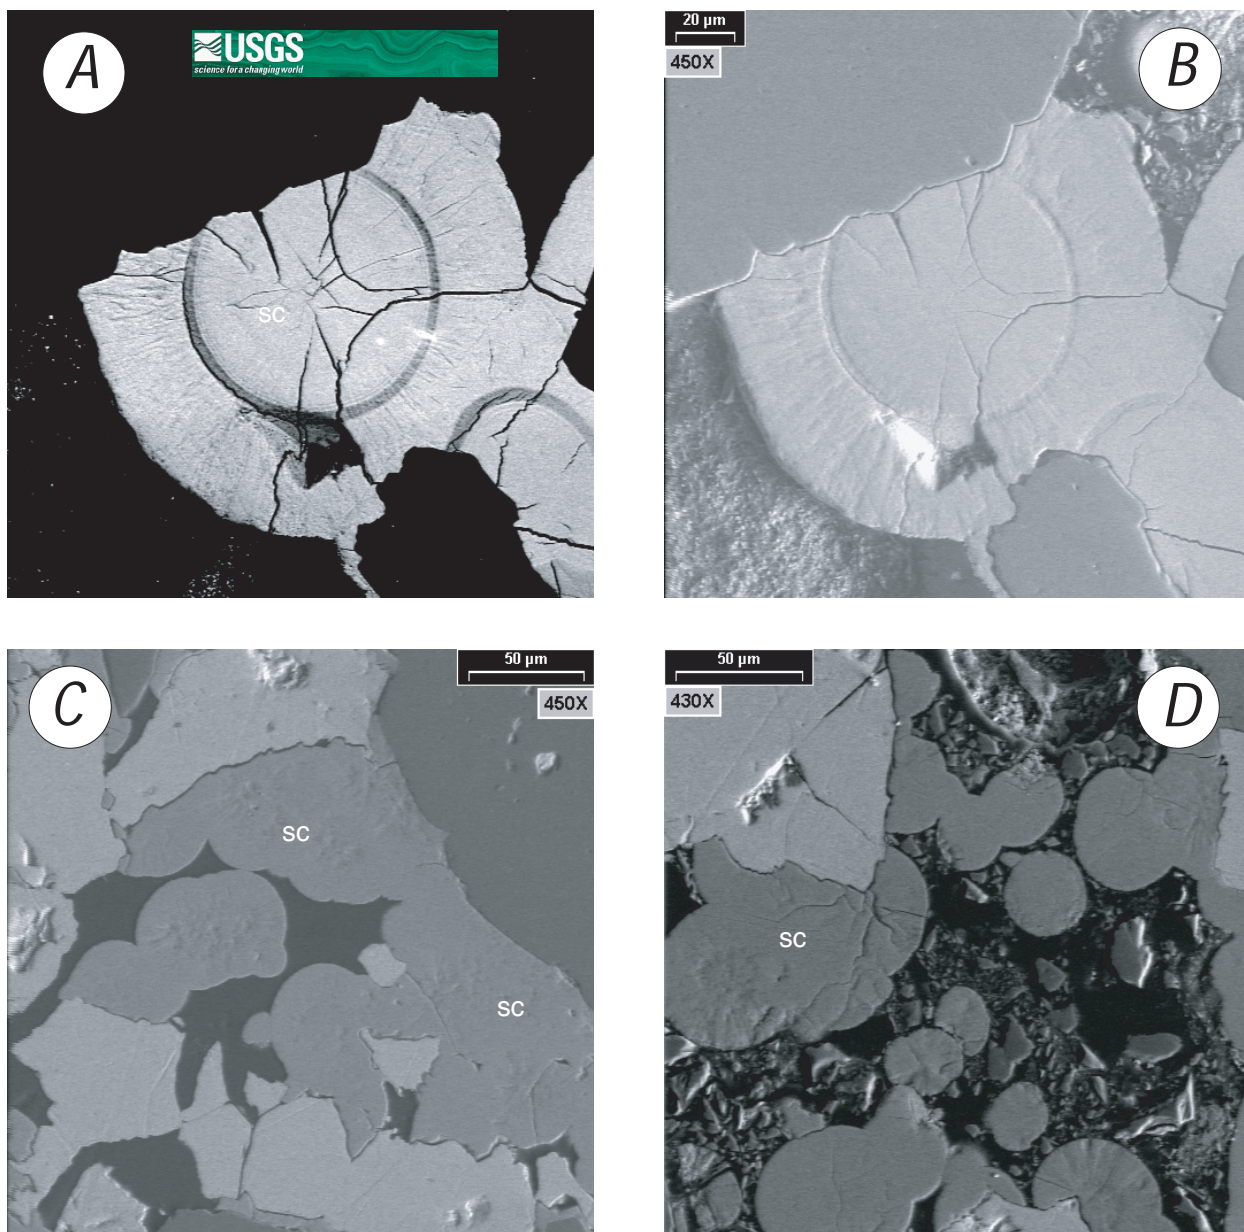 A
USGS
science for a changing world
SC
20 µm
450X
B
C
50 µm
450X
SC
SC
50 µm
430X
D
SC